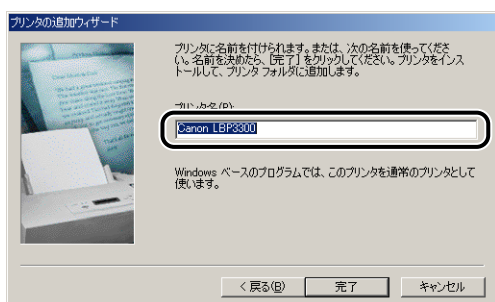 プリンタの追加ウィザード
プリンタに名前を付けられます。または、次の名前を使ってくださ
い。名前を決めたら、[完了] をクリックしてください。プリンタをインス
トールして、プリンタ フォルダに追加します。
プリンタ名(P):
Canon LBP3300
Windows ベースのプログラムでは、このプリンタを通常のプリンタとして
使います。
< 戻る(B)
完了
キャンセル